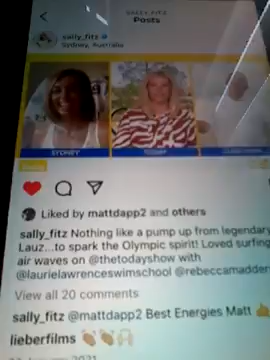 SALLY_FITZ
Posts
sally_fitz
Sydney, Australia
SYDNEY
Liked by mattdapp2 and others
sally_fitz Nothing like a pump up from legendary
Lauz...to spark the Olympic spirit! Loved surfing
air waves on @thetodayshow with
@laurielawrenceswimschool @rebeccamadder
View all 20 comments
sally_fitz @mattdapp2 Best Energies Matt
lieberfilms
2021